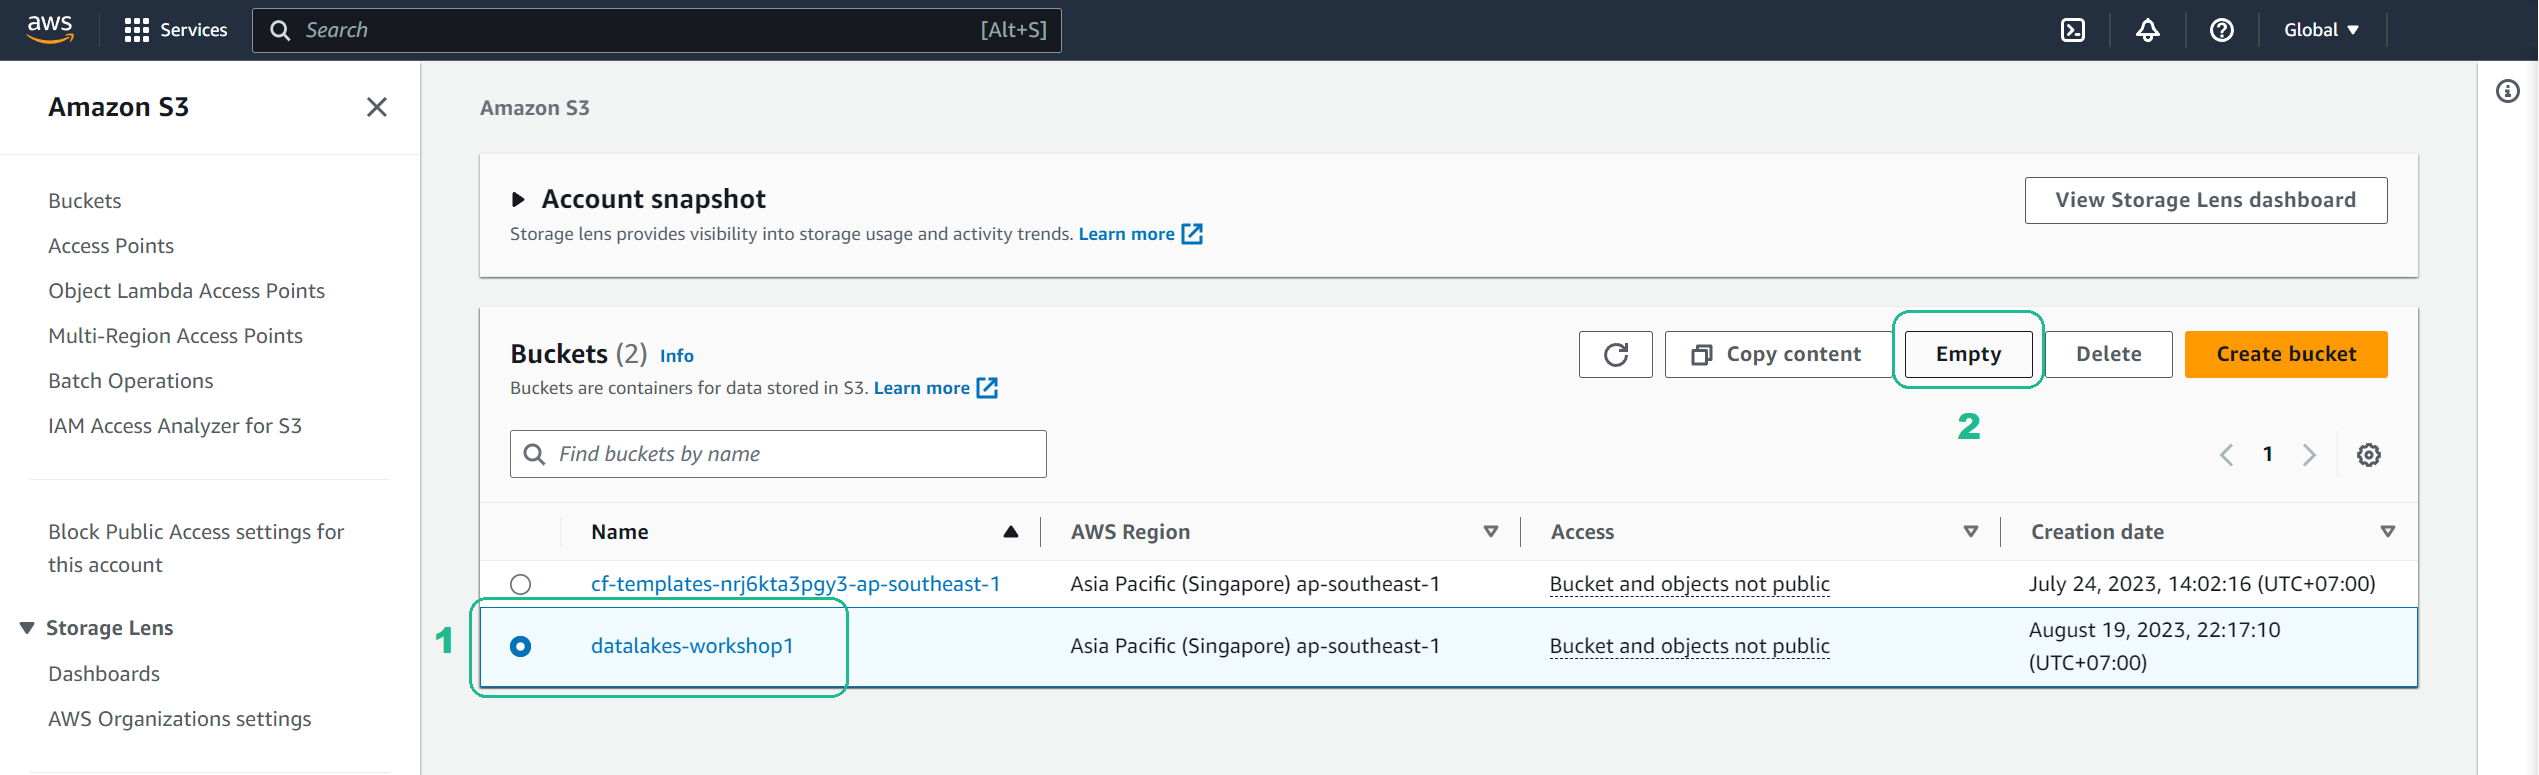 aws
Services
Search
[Alt+S]
Global
Amazon S3
Buckets
Access Points
Object Lambda Access Points
Multi-Region Access Points
Batch Operations
IAM Access Analyzer for S3
Block Public Access settings for
this account
Storage Lens
Dashboards
AWS Organizations settings
Amazon S3
Account snapshot
View Storage Lens dashboard
Storage lens provides visibility into storage usage and activity trends. Learn more
Buckets (2) Info
Copy content
Empty
Delete
Create bucket
Buckets are containers for data stored in S3. Learn more
2
Find buckets by name
1
Name
AWS Region
Access
Creation date
cf-templates-nrj6kta3pgy3-ap-southeast-1
Asia Pacific (Singapore) ap-southeast-1
Bucket and objects not public
July 24, 2023, 14:02:16 (UTC+07:00)
1
datalakes-workshop1
Asia Pacific (Singapore) ap-southeast-1
Bucket and objects not public
August 19, 2023, 22:17:10
(UTC+07:00)